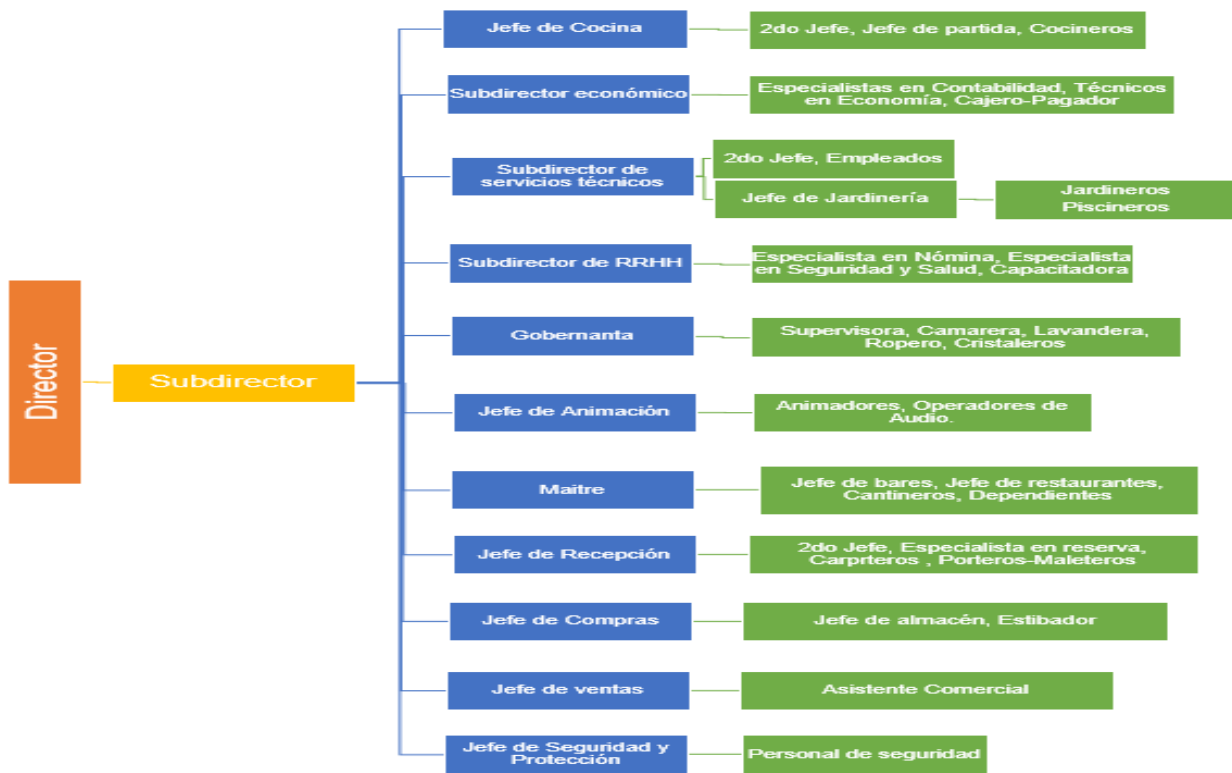 Director
Subdirector
Jefe de Cocina
2do Jefe, Jefe de partida, Cocineros
Subdirector económico
Especialistas en Contabilidad, Técnicos
en Economía, Cajero-Pagador
Subdirector de
servicios técnicos
2do Jefe, Empleados
Jefe de Jardinería
Jardineros
Piscineros
Subdirector de RRHH
Especialista en Nómina, Especialista
en Seguridad y Salud, Capacitadora
Gobernanta
Supervisora, Camarera, Lavandera,
Ropero, Cristaleros
Jefe de Animación
Animadores, Operadores de
Audio.
Maitre
Jefe de bares, Jefe de restaurantes,
Cantineros, Dependientes
Jefe de Recepción
2do Jefe, Especialista en reserva,
Carprteros , Porteros-Maleteros
Jefe de Compras
Jefe de almacén, Estibador
Jefe de ventas
Asistente Comercial
Jefe de Seguridad y
Protección
Personal de seguridad